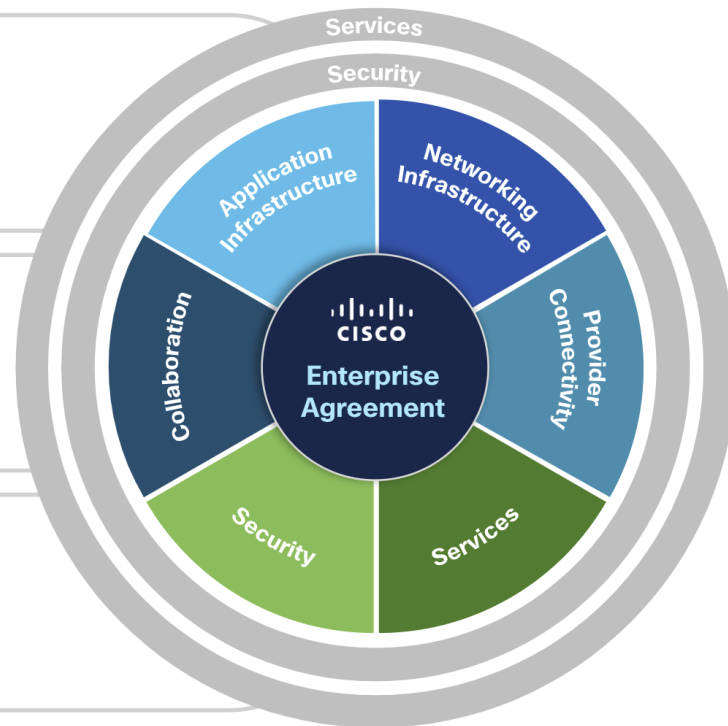 Services
Security
Application
Infrastructure
Networking
Infrastructure
Collaboration
CISCO
Enterprise
Agreement
Provider
Connectivity
Security
Services